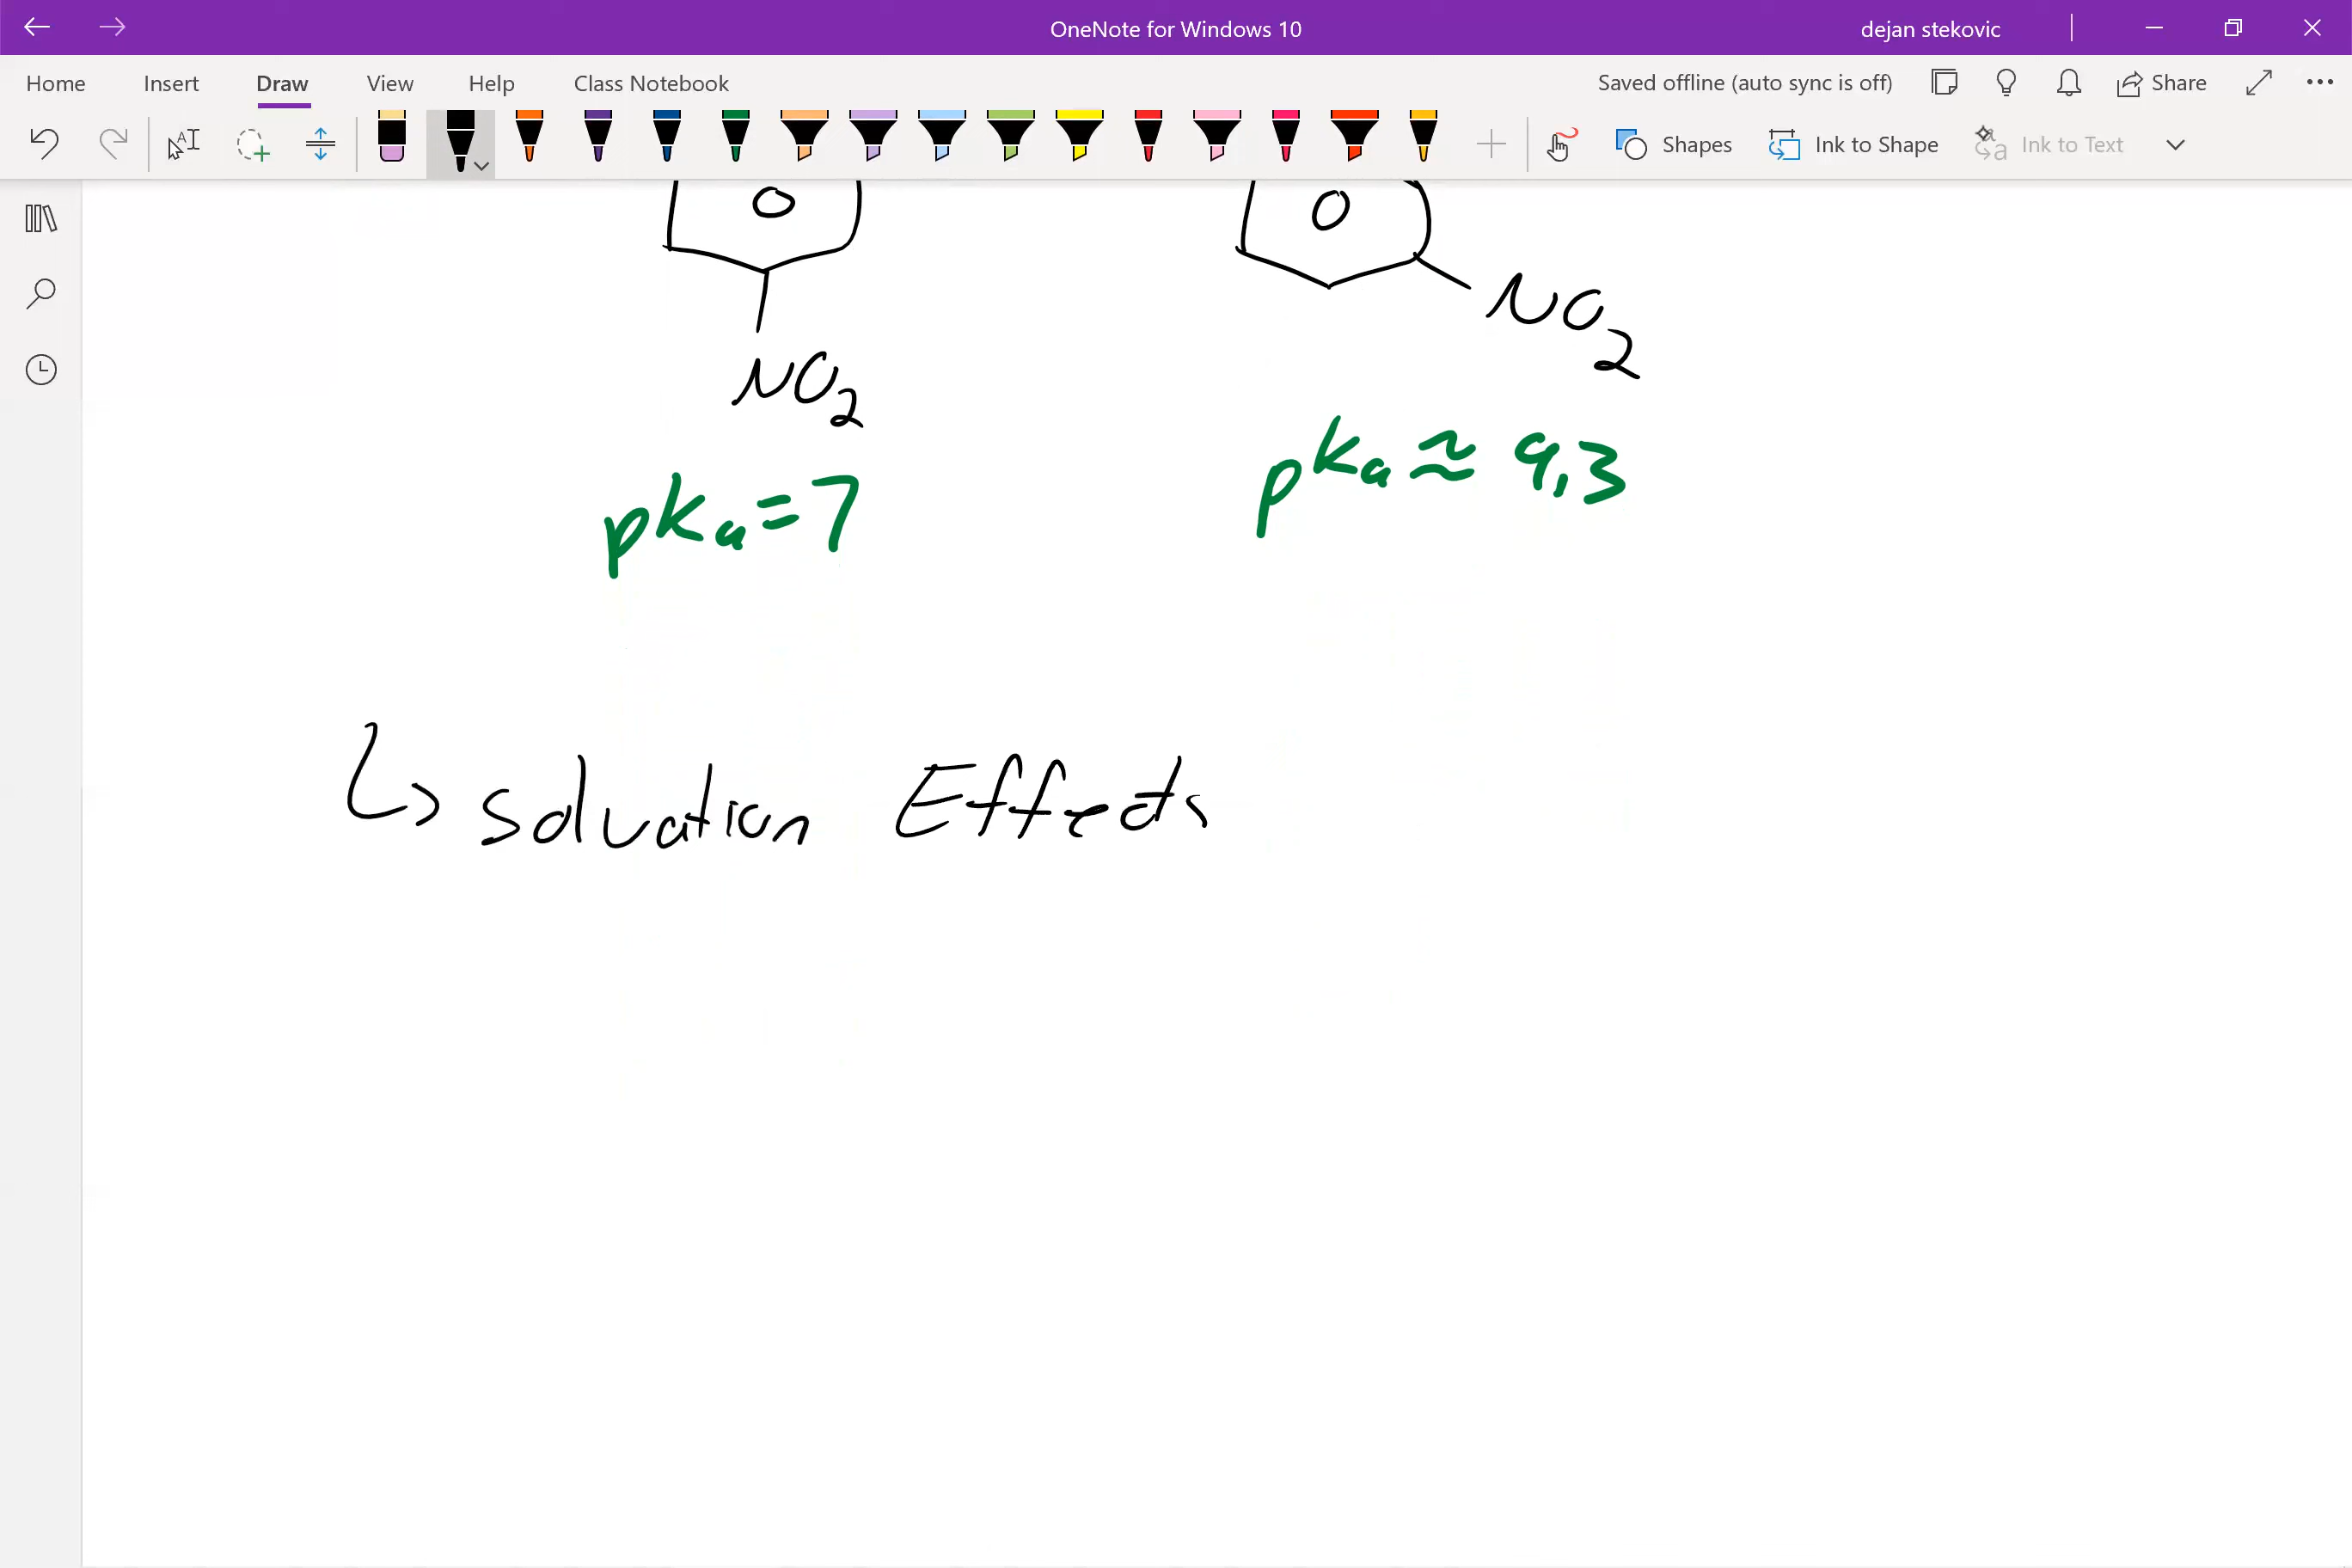 OneNote for Windows 10
dejan stekovic
Home Insert Draw View Help Class Notebook
Saved offline (auto sync is off) Share
Shapes Ink to Shape Ink to Text
O O
NO2
NO2
pka ≈ 9,3
pka = 7
↳ Solvation Effects